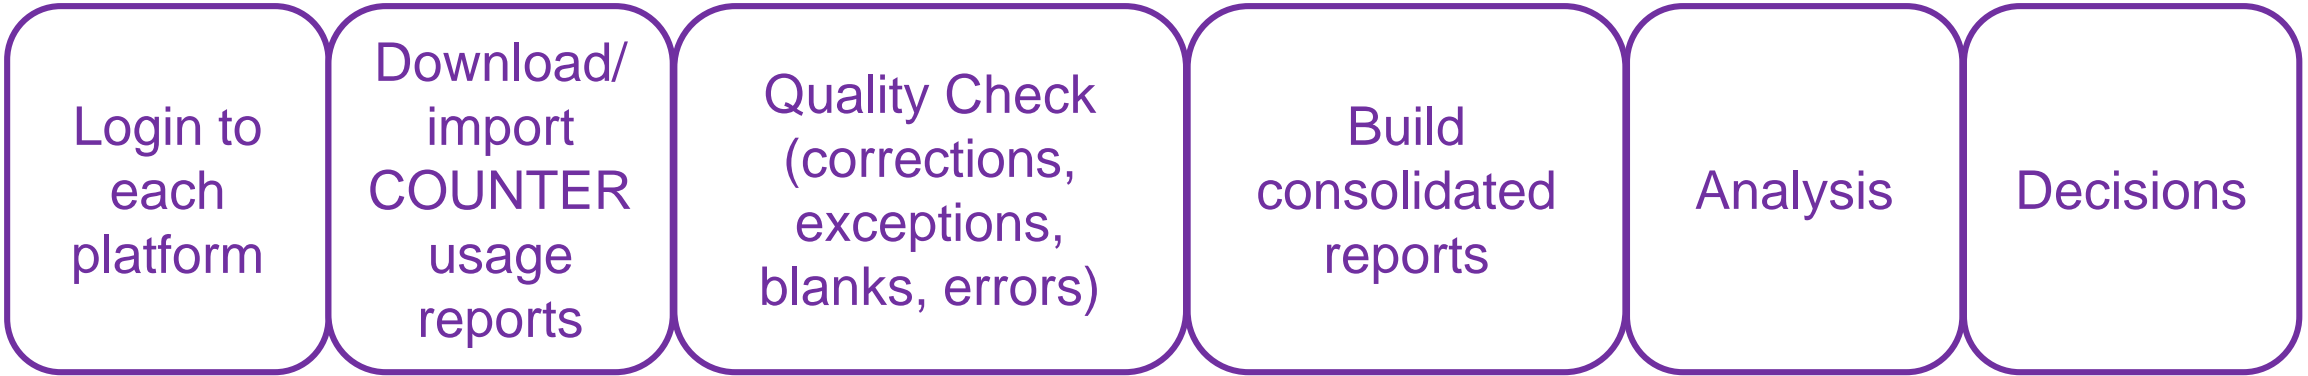 Login to
each
platform
Download/
import
COUNTER
usage
reports
Quality Check
(corrections,
exceptions,
blanks, errors)
Build
consolidated
reports
Analysis
Decisions